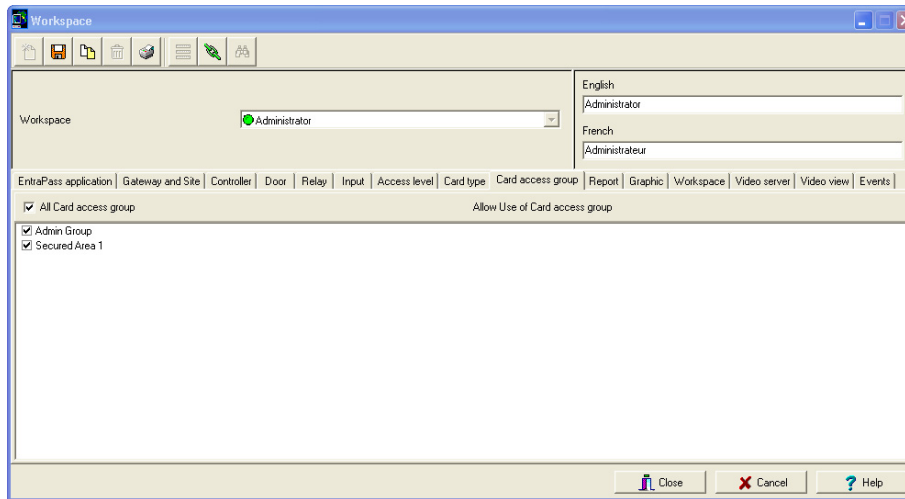 Workspace
English
Administrator
Workspace
Administrator
French
Administrateur
EntraPass application Gateway and Site Controller Door Relay Input Access level Card type Card access group Report Graphic Workspace Video server Video view Events
All Card access group Allow Use of Card access group
Admin Group
Secured Area 1
Close Cancel ? Help